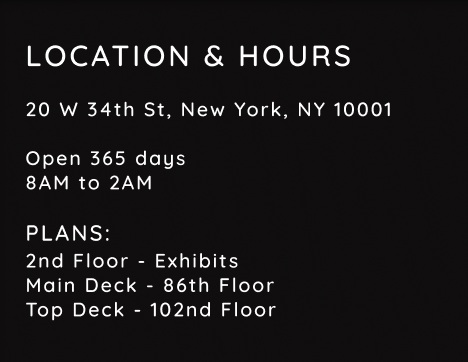 LOCATION & HOURS
20 W 34th St, New York, NY 10001
Open 365 days
8AM to 2AM
PLANS:
2nd Floor - Exhibits
Main Deck - 86th Floor
Top Deck - 102nd Floor